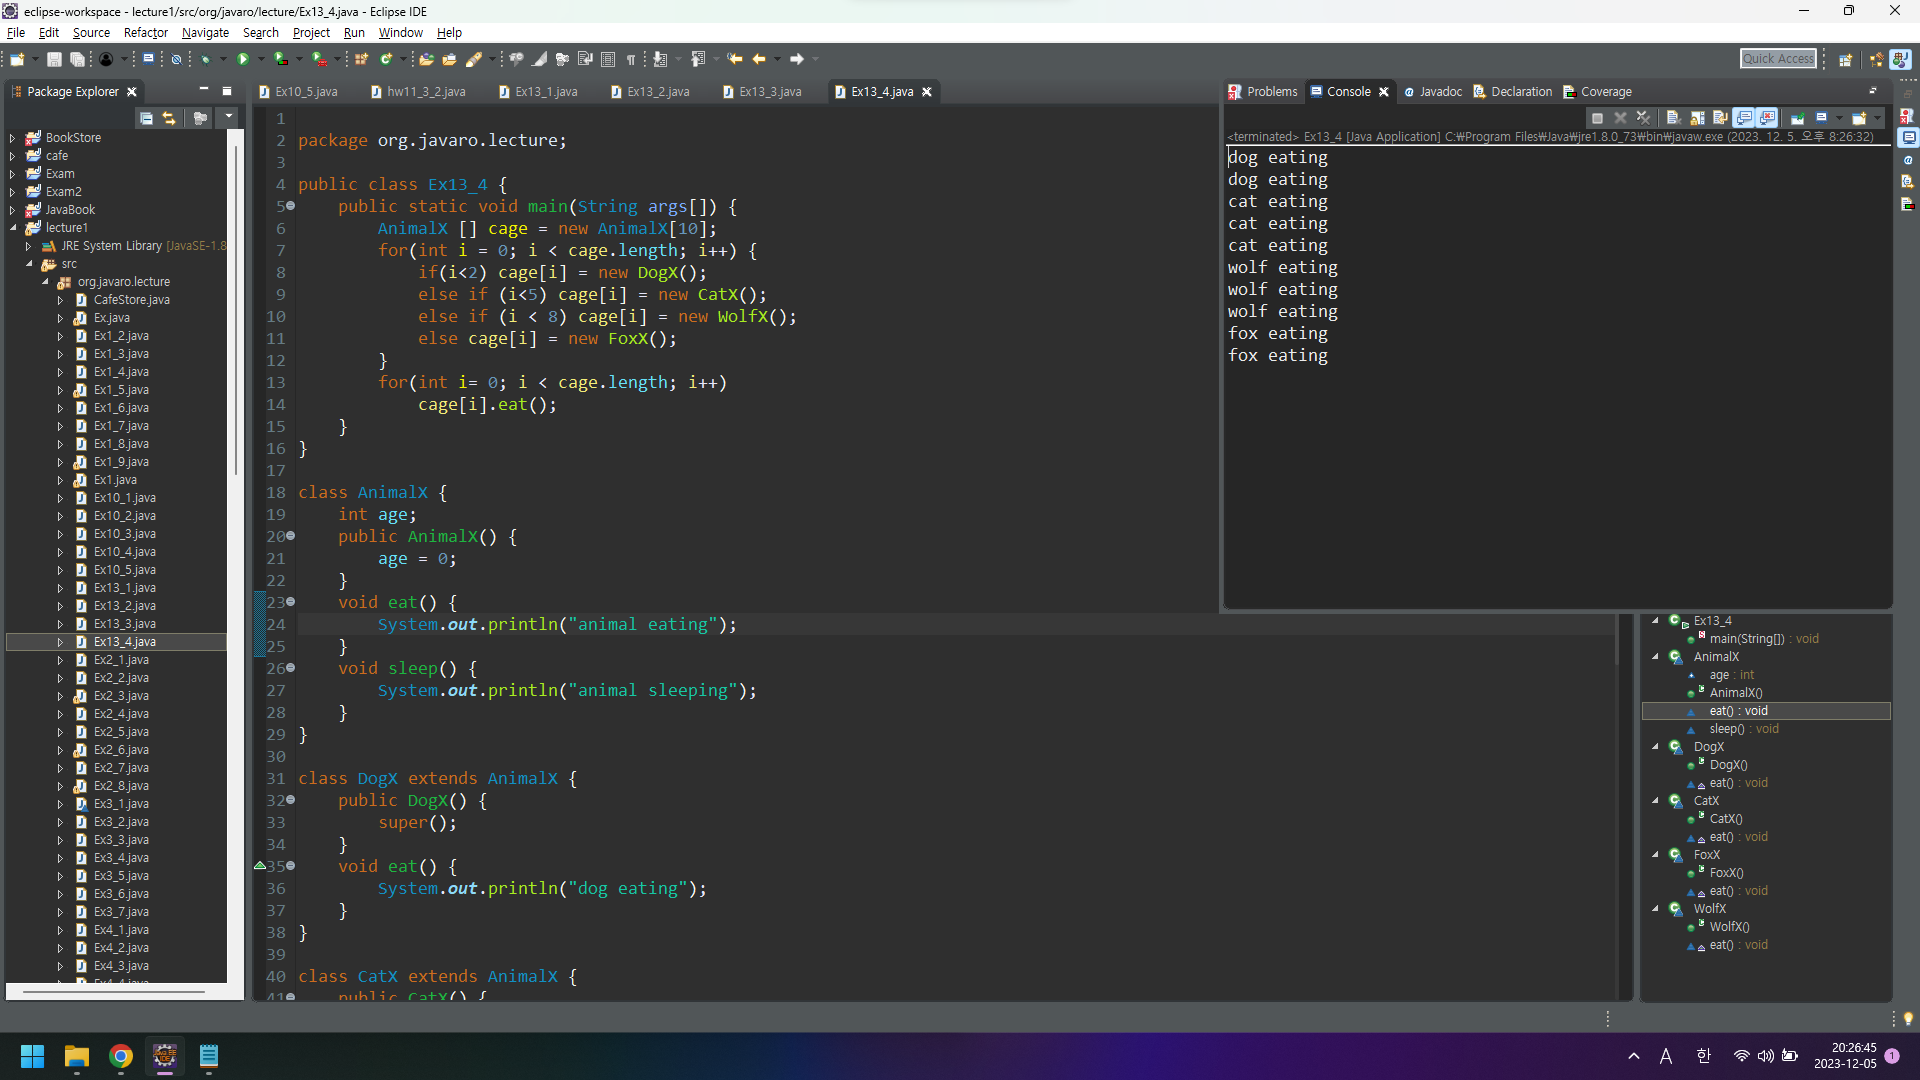 eclipse-workspace - lecture1/src/org/javaro/lecture/Ex13_4.java - Eclipse IDE
File Edit Source Refactor Navigate Search Project Run Window Help
Quick Access
Package Explorer
BookStore
cafe
Exam
Exam2
JavaBook
lecture1
JRE System Library [JavaSE-1.8
src
org.javaro.lecture
CafeStore.java
Ex.java
Ex1_2.java
Ex1_3.java
Ex1_4.java
Ex1_5.java
Ex1_6.java
Ex1_7.java
Ex1_8.java
Ex1_9.java
Ex1.java
Ex10_1.java
Ex10_2.java
Ex10_3.java
Ex10_4.java
Ex10_5.java
Ex13_1.java
Ex13_2.java
Ex13_3.java
Ex13_4.java
Ex2_1.java
Ex2_2.java
Ex2_3.java
Ex2_4.java
Ex2_5.java
Ex2_6.java
Ex2_7.java
Ex2_8.java
Ex3_1.java
Ex3_2.java
Ex3_3.java
Ex3_4.java
Ex3_5.java
Ex3_6.java
Ex3_7.java
Ex4_1.java
Ex4_2.java
Ex4_3.java
Ex10_5.java hw11_3_2.java Ex13_1.java Ex13_2.java Ex13_3.java Ex13_4.java
1
2 package org.javaro.lecture;
3
4 public class Ex13_4 {
5 public static void main(String args[]) {
6 AnimalX [] cage = new AnimalX[10];
7 for(int i = 0; i < cage.length; i++) {
8 if(i<2) cage[i] = new DogX();
9 else if (i<5) cage[i] = new CatX();
10 else if (i < 8) cage[i] = new WolfX();
11 else cage[i] = new FoxX();
12 }
13 for(int i= 0; i < cage.length; i++)
14 cage[i].eat();
15 }
16 }
17
18 class AnimalX {
19 int age;
20 public AnimalX() {
21 age = 0;
22 }
23 void eat() {
24 System.out.println("animal eating");
25 }
26 void sleep() {
27 System.out.println("animal sleeping");
28 }
29 }
30
31 class DogX extends AnimalX {
32 public DogX() {
33 super();
34 }
35 void eat() {
36 System.out.println("dog eating");
37 }
38 }
39
40 class CatX extends AnimalX {
41 public CatX() {
Problems Console Javadoc Declaration Coverage
<terminated> Ex13_4 [Java Application] C:₩Program Files₩Java₩jre1.8.0_73₩bin₩javaw.exe (2023. 12. 5. 오후 8:26:32)
dog eating
dog eating
cat eating
cat eating
cat eating
wolf eating
wolf eating
wolf eating
fox eating
fox eating
Ex13_4
main(String[]) : void
AnimalX
age : int
AnimalX()
eat() : void
sleep() : void
DogX
DogX()
eat() : void
CatX
CatX()
eat() : void
FoxX
FoxX()
eat() : void
WolfX
WolfX()
eat() : void
A 한 20:26:45
2023-12-05 1